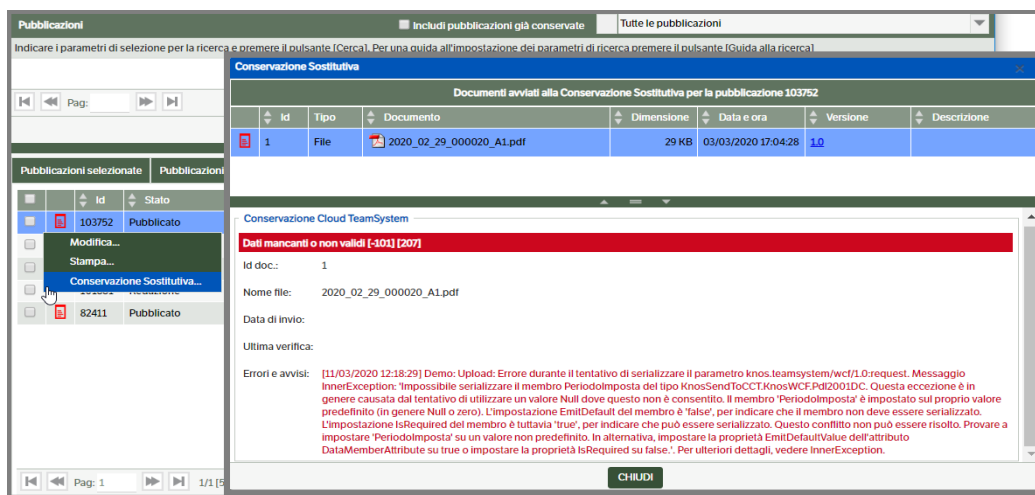 Pubblicazioni
Includi pubblicazioni già conservate
Tutte le pubblicazioni
Indicare i parametri di selezione per la ricerca e premere il pulsante [Cerca]. Per una guida all'impostazione dei parametri di ricerca premere il pulsante [Guida alla ricerca]
Pag:
Pubblicazioni selezionate
Pubblicazioni
Id Stato
103752 Pubblicato
Modifica...
Stampa...
Conservazione Sostitutiva...
82411 Pubblicato
Pag: 1
1/1 [5
Conservazione Sostitutiva
Documenti avviati alla Conservazione Sostitutiva per la pubblicazione 103752
Id Tipo Documento Dimensione Data e ora Versione Descrizione
1 File 2020_02_29_000020_A1.pdf 29 KB 03/03/2020 17:04:28 1.0
Conservazione Cloud TeamSystem
Dati mancanti o non validi [-101] [207]
Id doc.: 1
Nome file: 2020_02_29_000020_A1.pdf
Data di invio:
Ultima verifica:
Errori e avvisi: [11/03/2020 12:18:29] Demo: Upload: Errore durante il tentativo di serializzare il parametro knos.teamsystem/wcf/1.0:request. Messaggio
InnerException: 'Impossibile serializzare il membro PeriodoImposta del tipo KnosSendToCCT.KnosWCF.PdI2001DC. Questa eccezione è in
genere causata dal tentativo di utilizzare un valore Null dove questo non è consentito. Il membro 'PeriodoImposta' è impostato sul proprio valore
predefinito (in genere Null o zero). L'impostazione EmitDefault del membro è 'false', per indicare che il membro non deve essere serializzato.
L'impostazione IsRequired del membro è tuttavia 'true', per indicare che può essere serializzato. Questo conflitto non può essere risolto. Provare a
impostare 'PeriodoImposta' su un valore non predefinito. In alternativa, impostare la proprietà EmitDefaultValue dell'attributo
DataMemberAttribute su true o impostare la proprietà IsRequired su false.'. Per ulteriori dettagli, vedere InnerException.
CHIUDI